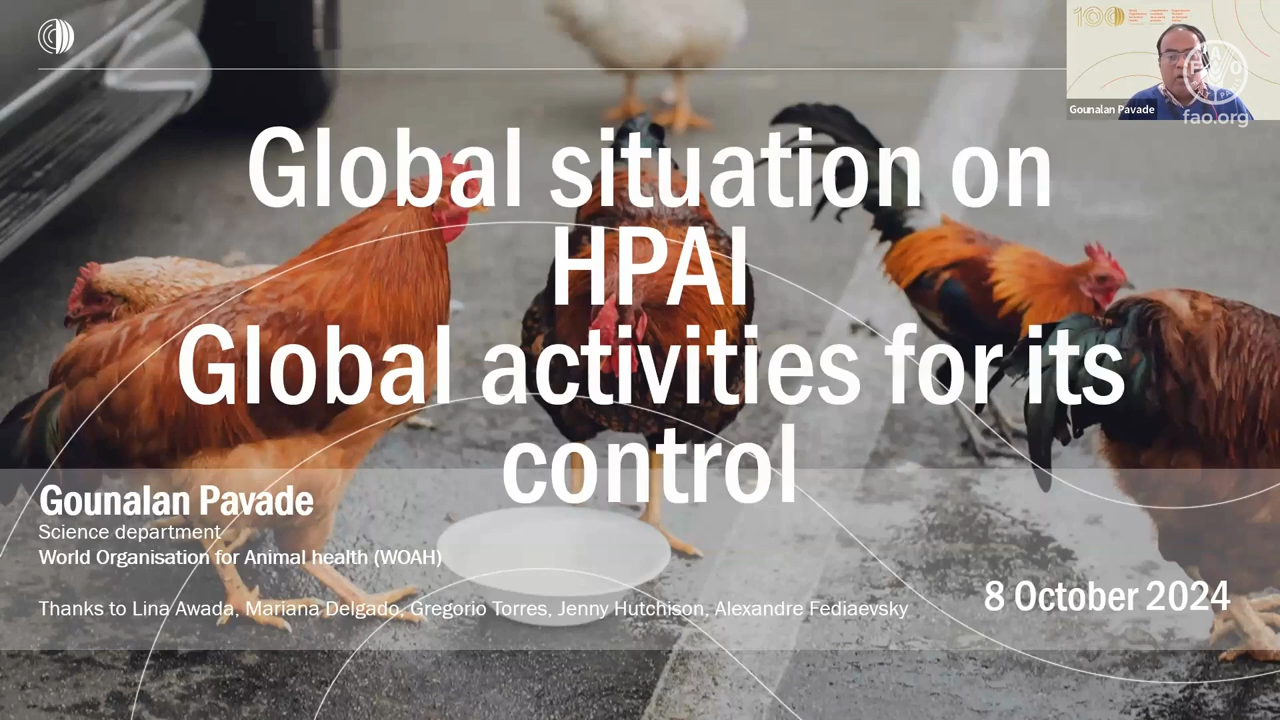 100
Gounalan Pavade
FAO
fao.org
Global situation on
HPAI
Global activities for its
control
Gounalan Pavade
Science department
World Organisation for Animal health (WOAH)
Thanks to Lina Awada, Mariana Delgado, Gregorio Torres, Jenny Hutchison, Alexandre Fediaevsky
8 October 2024